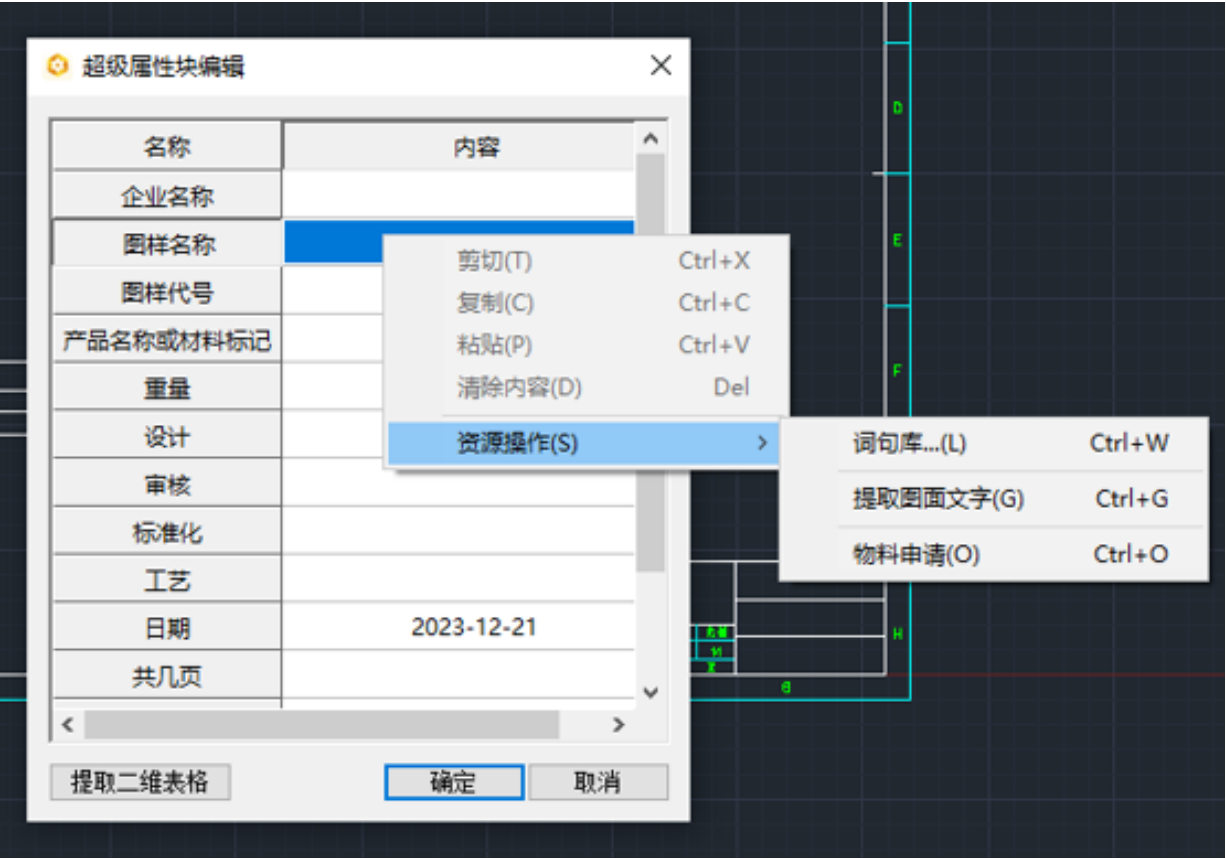 超级属性块编辑
名称 内容
企业名称
图样名称
图样代号
产品名称或材料标记
重量
设计
审核
标准化
工艺
日期 2023-12-21
共几页
提取二维表格 确定 取消
剪切(T) Ctrl+X
复制(C) Ctrl+C
粘贴(P) Ctrl+V
清除内容(D) Del
资源操作(S)
词句库...(L) Ctrl+W
提取图面文字(G) Ctrl+G
物料申请(O) Ctrl+O
D
E
F
H